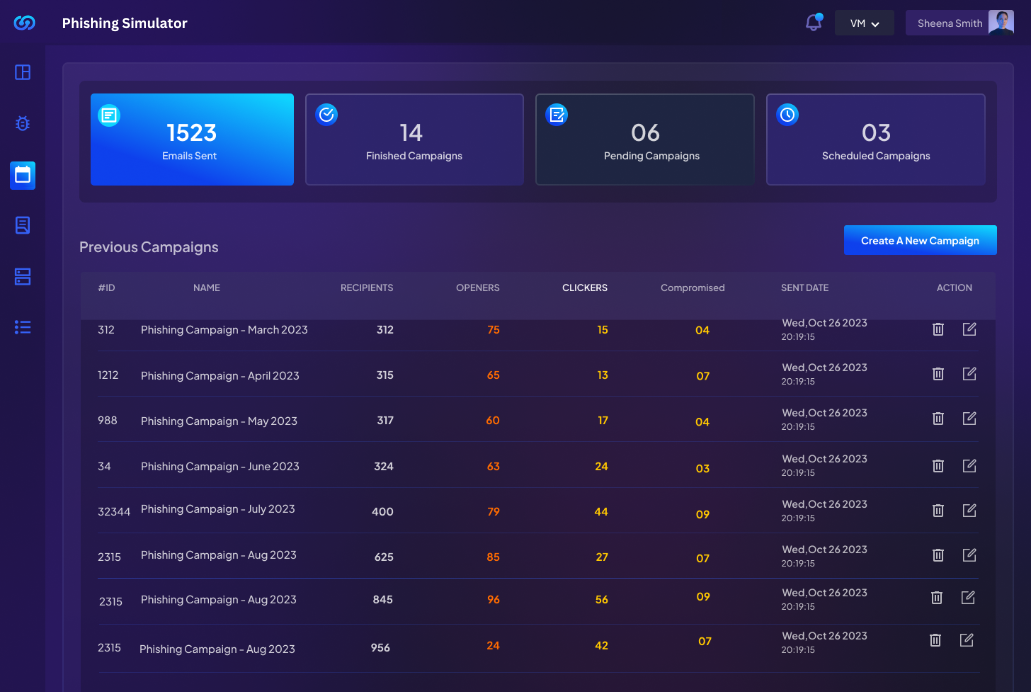 Phishing Simulator
VM
Sheena Smith
1523
Emails Sent
14
Finished Campaigns
06
Pending Campaigns
03
Scheduled Campaigns
Previous Campaigns
Create A New Campaign
#ID NAME RECIPIENTS OPENERS CLICKERS Compromised SENT DATE ACTION
312 Phishing Campaign - March 2023 312 75 15 04 Wed,Oct 26 2023
20:19:15
1212 Phishing Campaign - April 2023 315 65 13 07 Wed,Oct 26 2023
20:19:15
988 Phishing Campaign - May 2023 317 60 17 04 Wed,Oct 26 2023
20:19:15
34 Phishing Campaign - June 2023 324 63 24 03 Wed,Oct 26 2023
20:19:15
32344 Phishing Campaign - July 2023 400 79 44 09 Wed,Oct 26 2023
20:19:15
2315 Phishing Campaign - Aug 2023 625 85 27 07 Wed,Oct 26 2023
20:19:15
2315 Phishing Campaign - Aug 2023 845 96 56 09 Wed,Oct 26 2023
20:19:15
2315 Phishing Campaign - Aug 2023 956 24 42 07 Wed,Oct 26 2023
20:19:15